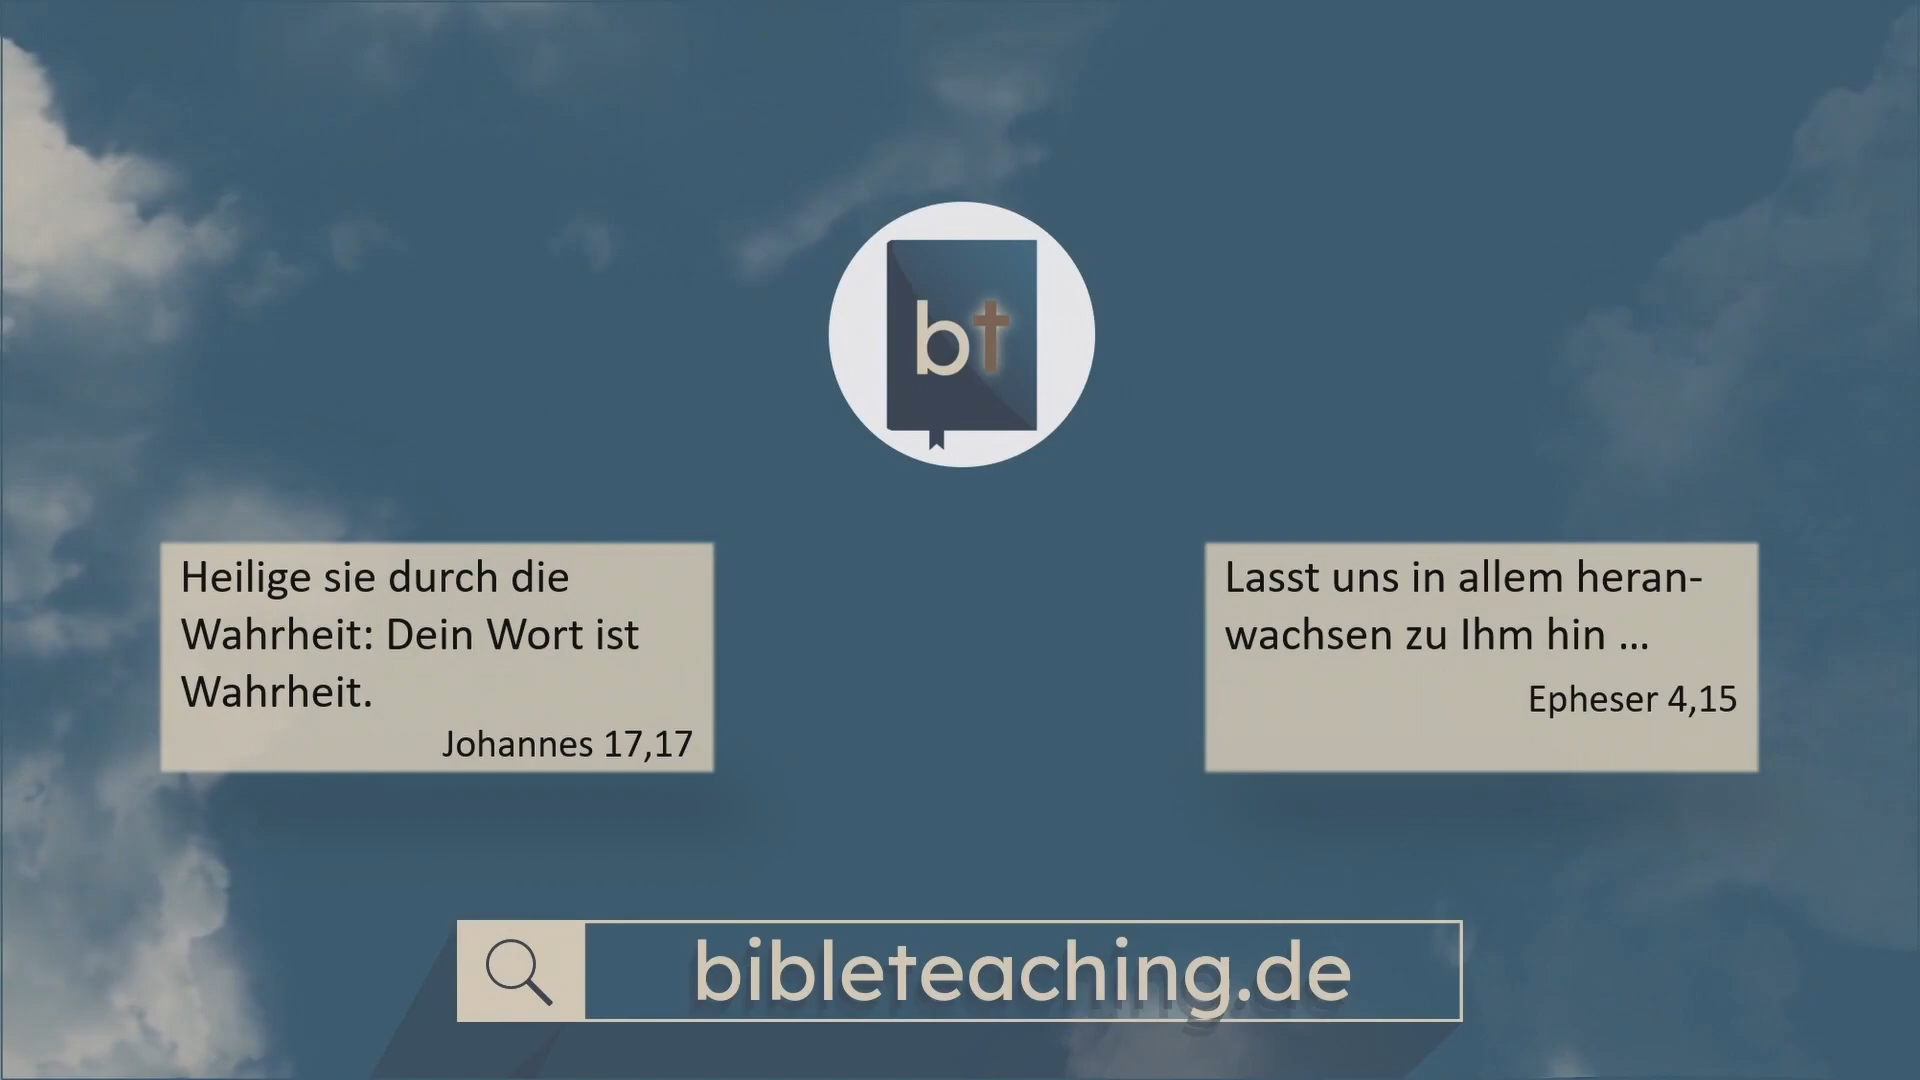 bt
Heilige sie durch die
Wahrheit: Dein Wort ist
Wahrheit.
Johannes 17,17
Lasst uns in allem heran-
wachsen zu Ihm hin ...
Epheser 4,15
bibleteaching.de